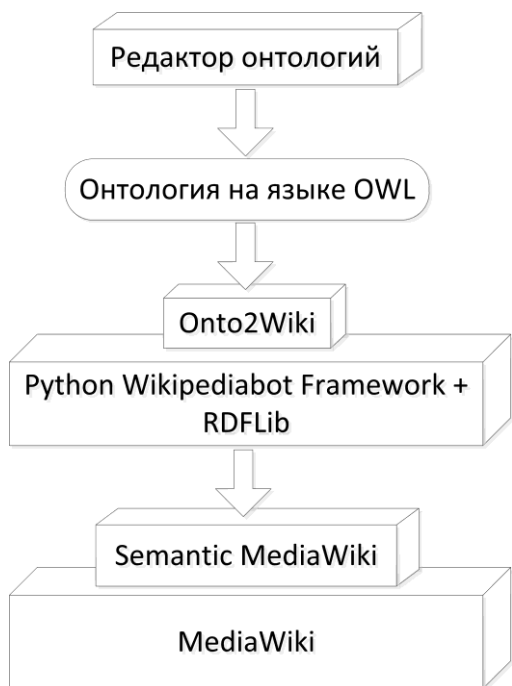 Редактор онтологий
Онтология на языке OWL
Onto2Wiki
Python Wikipediabot Framework +
RDFLib
Semantic MediaWiki
MediaWiki